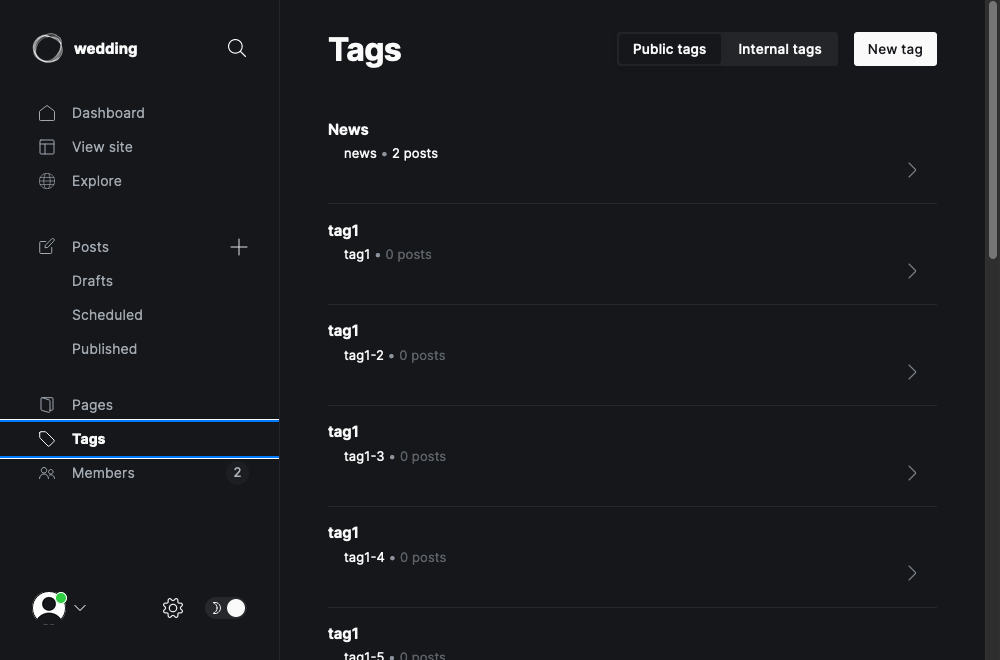 wedding
Dashboard
View site
Explore
Posts
Drafts
Scheduled
Published
Pages
Tags
Members 2
Tags
Public tags Internal tags New tag
News
news • 2 posts
tag1
tag1 • 0 posts
tag1
tag1-2 • 0 posts
tag1
tag1-3 • 0 posts
tag1
tag1-4 • 0 posts
tag1
tag1-5 • 0 posts